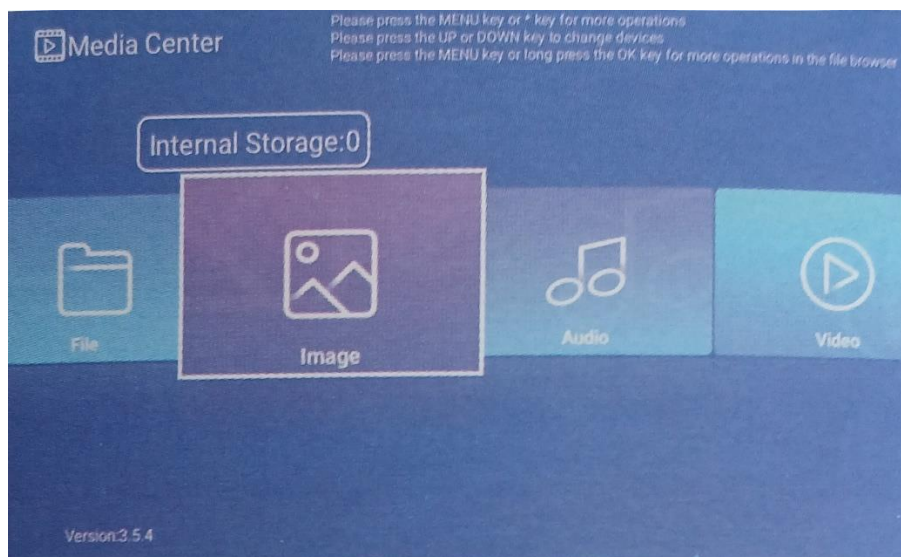 Media Center
Please press the MENU key or * key for more operations
Please press the UP or DOWN key to change devices
Please press the MENU key or long press the OK key for more operations in the file browser
Internal Storage:0
File
Image
Audio
Video
Version:3.5.4